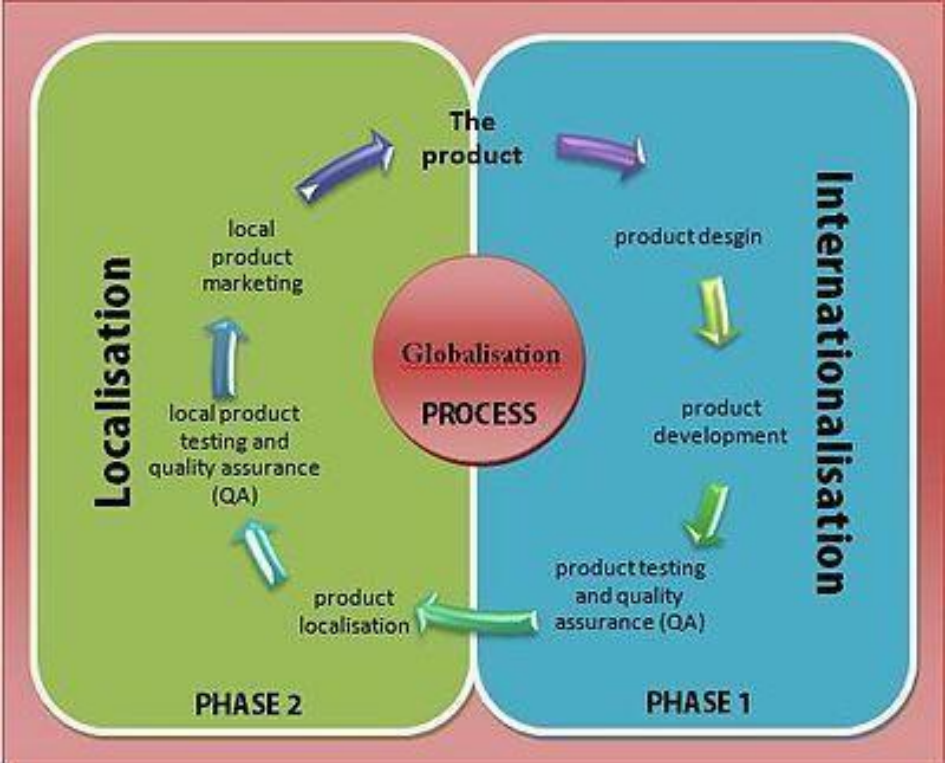 The
product
product desgin
product
development
product testing
and quality
assurance (QA)
product
localisation
local product
testing and
quality assurance
(QA)
local
product
marketing
Globalisation
PROCESS
Localisation
Internationalisation
PHASE 2
PHASE 1